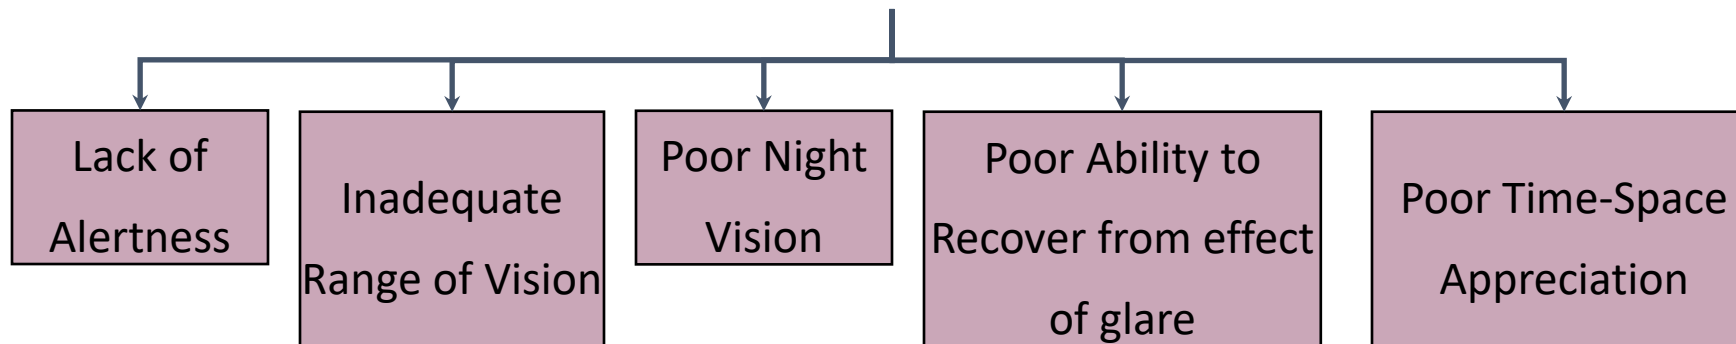 Lack of
Alertness
Inadequate
Range of Vision
Poor Night
Vision
Poor Ability to
Recover from effect
of glare
Poor Time-Space
Appreciation